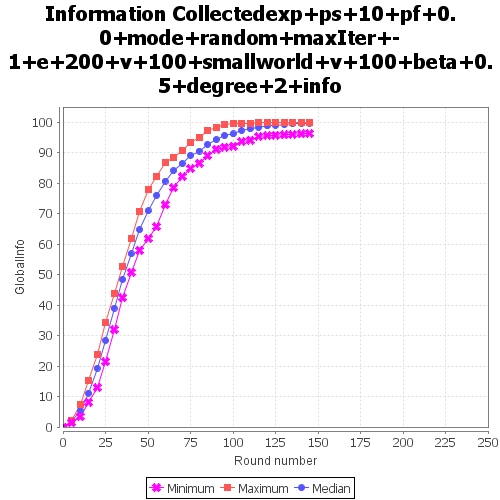 Information Collectedexp+ps+10+pf+0.
0+mode+random+maxIter+-
1+e+200+v+100+smallworld+v+100+beta+0.
5+degree+2+info
100
90
80
70
60
50
40
30
20
10
0
GlobalInfo
0 25 50 75 100 125 150 175 200 225 250
Round number
Minimum Maximum Median